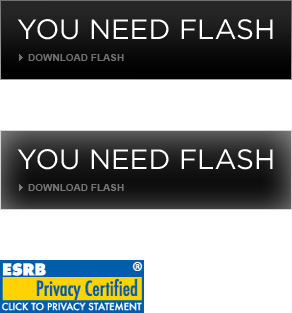 YOU NEED FLASH
DOWNLOAD FLASH
YOU NEED FLASH
DOWNLOAD FLASH
ESRB ®
Privacy Certified
CLICK TO PRIVACY STATEMENT